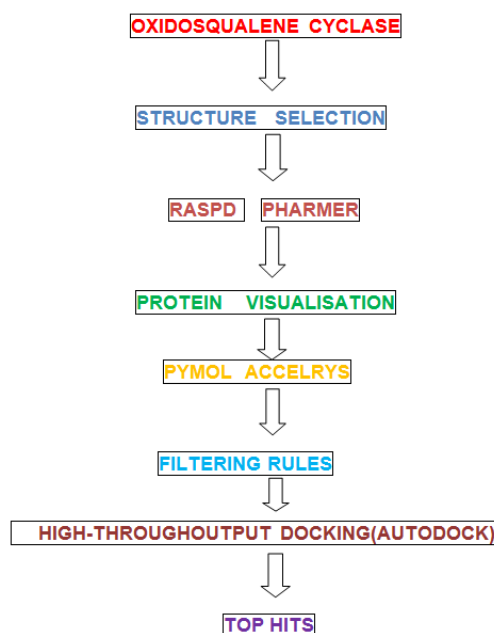 OXIDOSQUALENE CYCLASE
STRUCTURE SELECTION
RASPD PHARMER
PROTEIN VISUALISATION
PYMOL ACCELRYS
FILTERING RULES
HIGH-THROUGHOUTPUT DOCKING(AUTODOCK)
TOP HITS